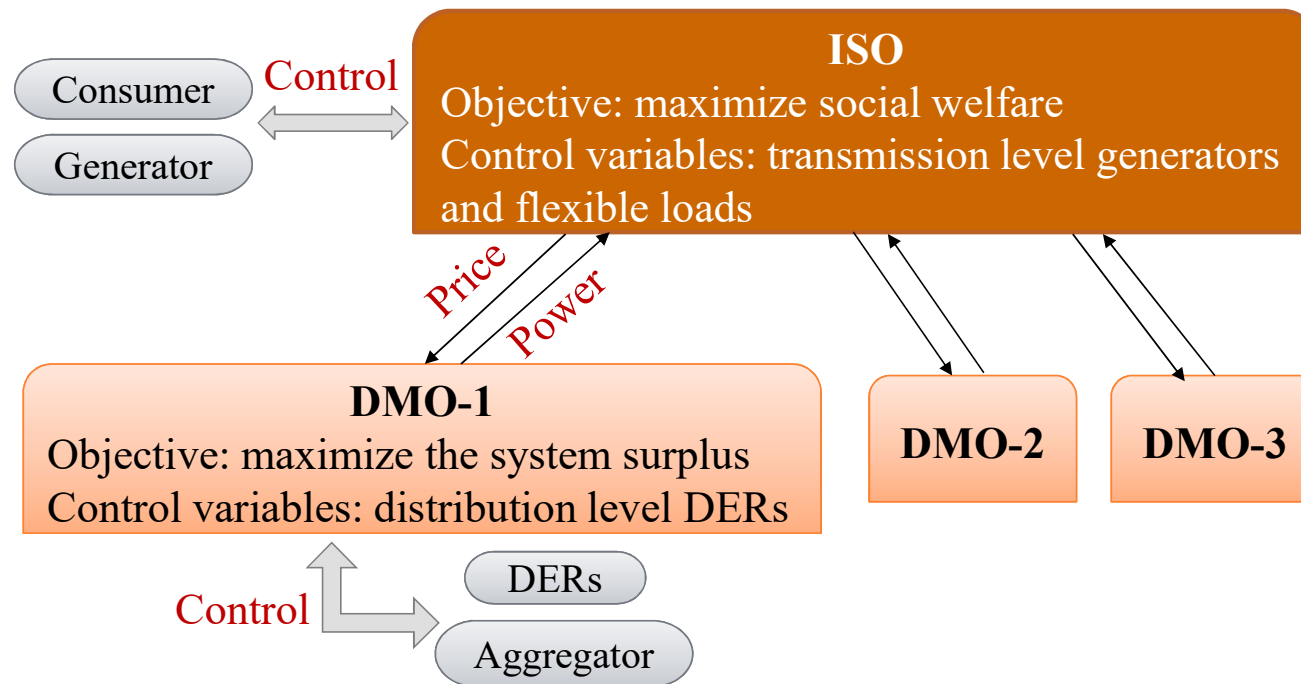 ISO
Objective: maximize social welfare
Control variables: transmission level generators
and flexible loads
Consumer
Control
Generator
Price
Power
DMO-1
Objective: maximize the system surplus
Control variables: distribution level DERs
DMO-2
DMO-3
Control
DERs
Aggregator